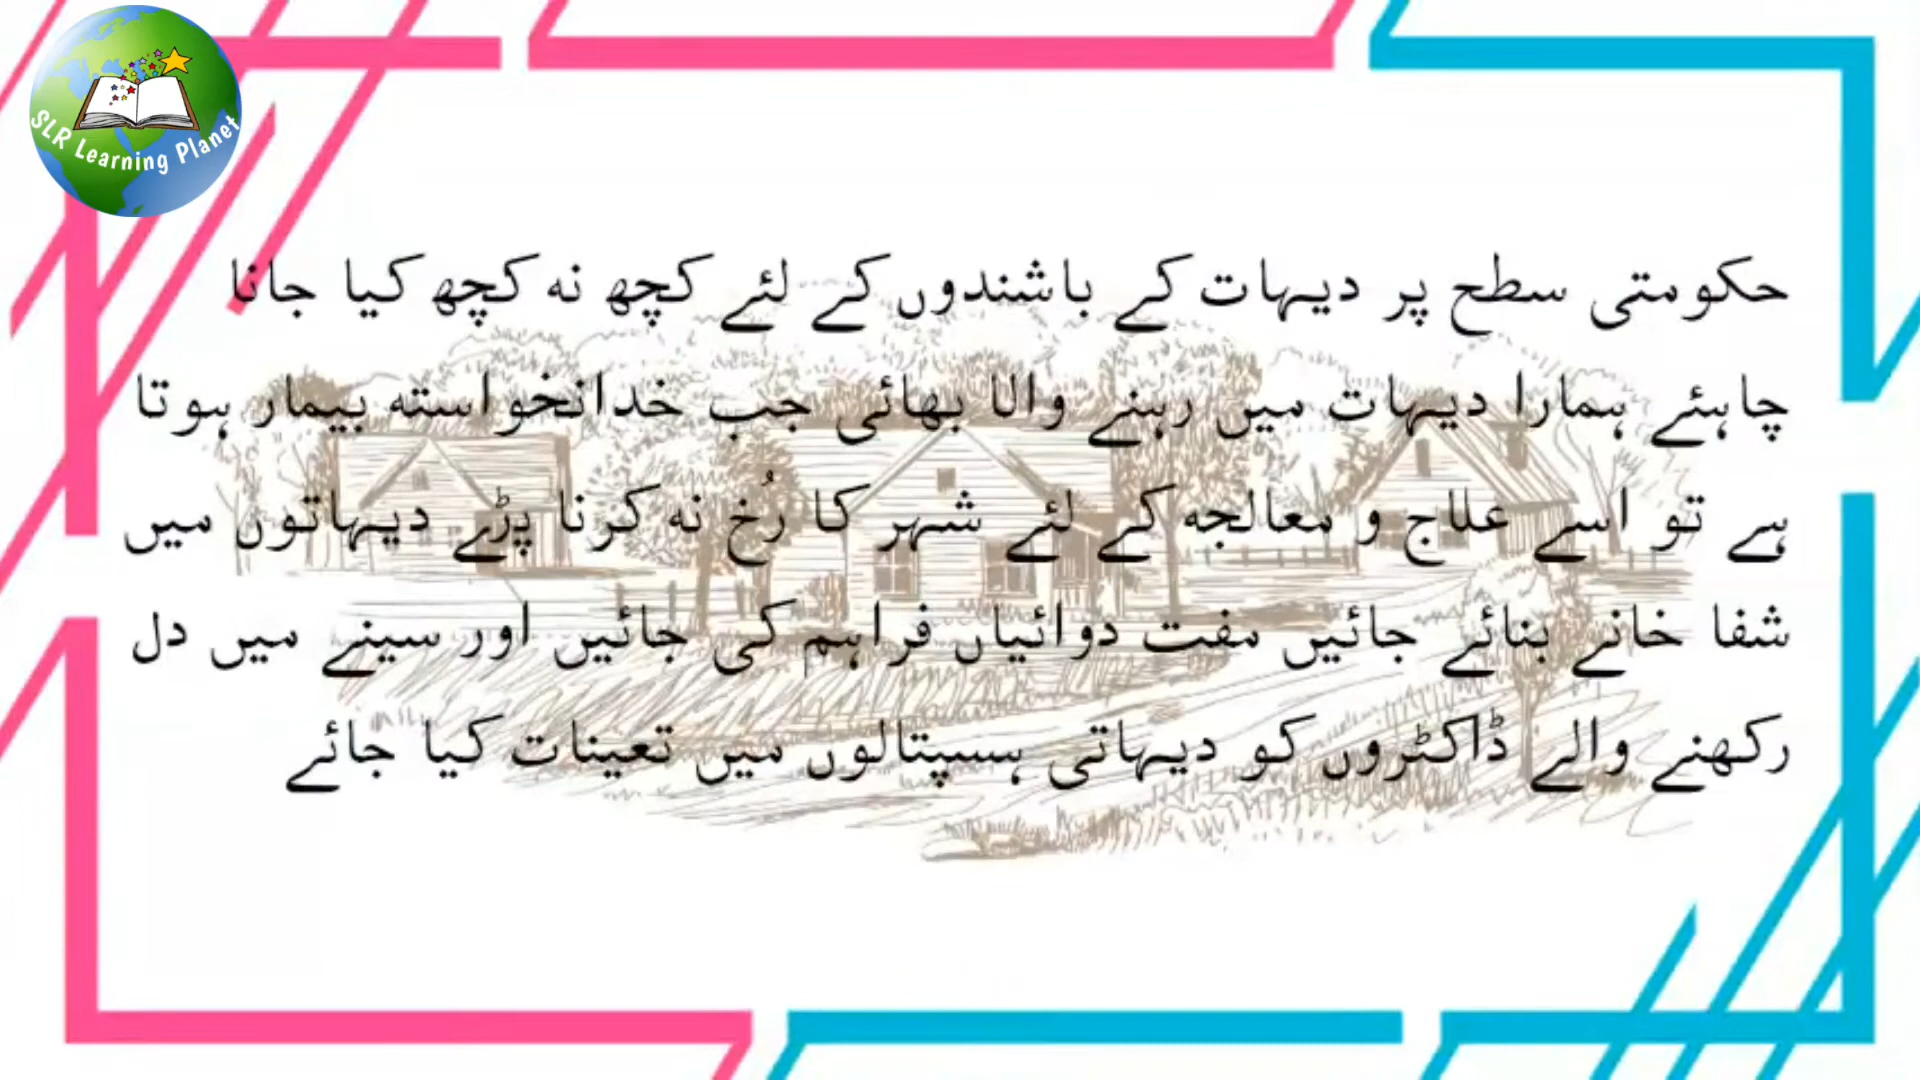 SLR Learning Planet
حکومتی سطح پر دیہات کے باشندوں کے لئے کچھ نہ کچھ کیا جانا
چاہئے ہمارا دیہات میں رہنے والا بھائی جب خدانخواستہ بیمار ہوتا
ہے تو اسے علاج و معالجہ کے لئے شہر کا رُخ نہ کرنا پڑے دیہاتوں میں
شفا خانے بنائے جائیں مفت دوائیاں فراہم کی جائیں اور سینے میں دل
رکھنے والے ڈاکٹروں کو دیہاتی ہسپتالوں میں تعینات کیا جائے